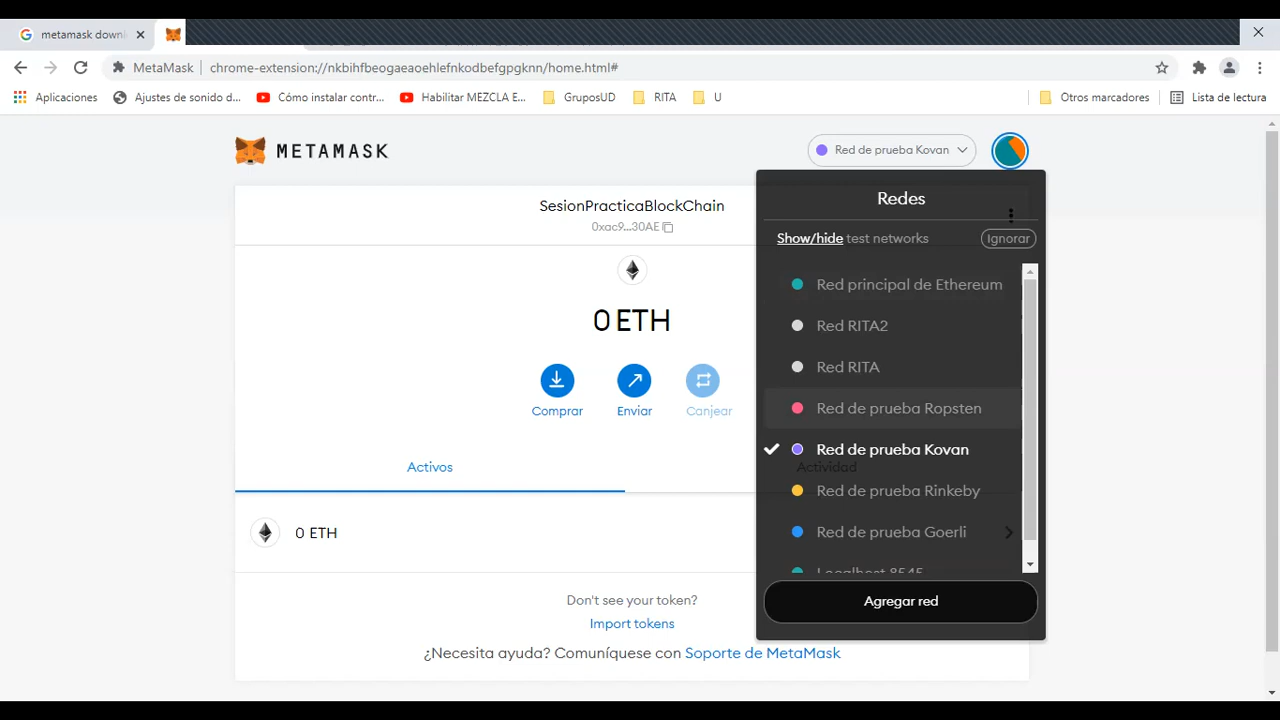 metamask downl
MetaMask
chrome-extension://nkbihfbeogaeaoehlefnkodbefgpgknn/home.html#
Aplicaciones
Ajustes de sonido d...
Cómo instalar contr...
Habilitar MEZCLA E...
GruposUD
RITA
U
Otros marcadores
Lista de lectura
METAMASK
Red de prueba Kovan
SesionPracticaBlockChain
0xac9...30AE
0 ETH
Comprar
Enviar
Canjear
Activos
Actividad
0 ETH
Don't see your token?
Import tokens
¿Necesita ayuda? Comuníquese con Soporte de MetaMask
Redes
Show/hide test networks
Ignorar
Red principal de Ethereum
Red RITA2
Red RITA
Red de prueba Ropsten
Red de prueba Kovan
Red de prueba Rinkeby
Red de prueba Goerli
Localhost 8545
Agregar red